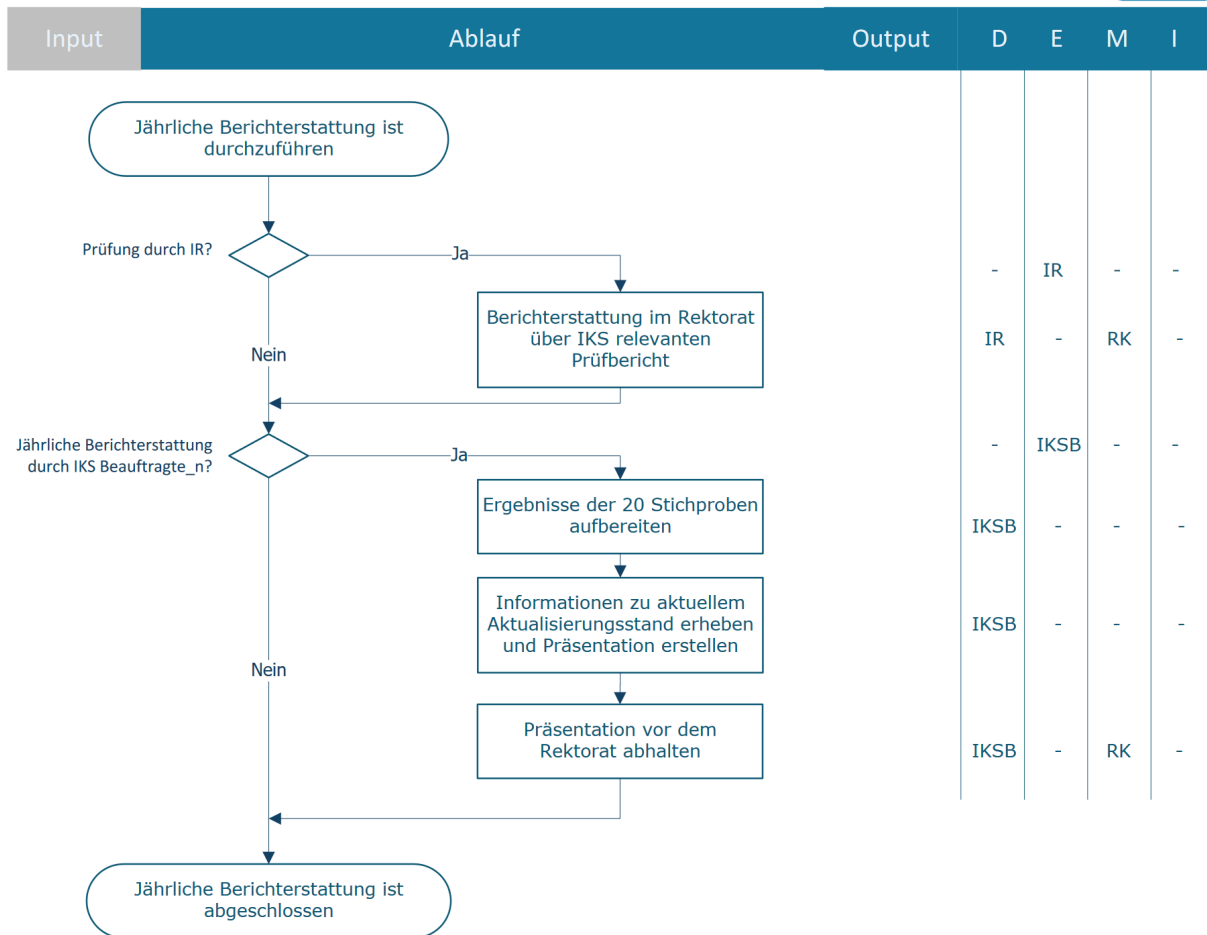 Input Ablauf Output D E M I
Jährliche Berichterstattung ist
durchzuführen
Prüfung durch IR?
Ja
- IR - -
Berichterstattung im Rektorat
über IKS relevanten
Prüfbericht
IR - RK -
Nein
Jährliche Berichterstattung
durch IKS Beauftragte_n?
Ja
- IKSB - -
Ergebnisse der 20 Stichproben
aufbereiten
IKSB - - -
Informationen zu aktuellem
Aktualisierungsstand erheben
und Präsentation erstellen
IKSB - - -
Nein
Präsentation vor dem
Rektorat abhalten
IKSB - RK -
Jährliche Berichterstattung ist
abgeschlossen